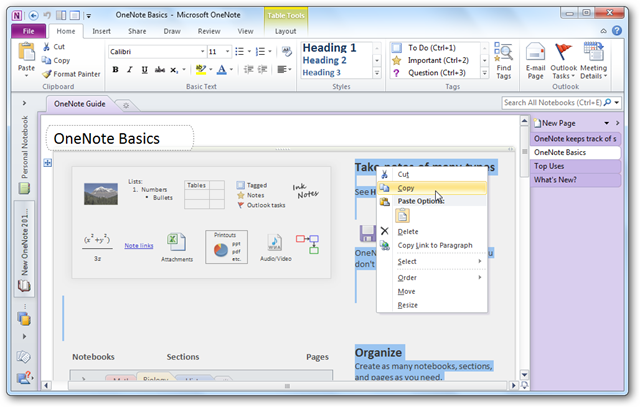 OneNote Basics - Microsoft OneNote
Table Tools
File Home Insert Share Draw Review View Layout
Paste
Cut
Copy
Format Painter
Clipboard
Calibri 11
B I U abc
Basic Text
Heading 1
Heading 2
Heading 3
Styles
To Do (Ctrl+1)
Important (Ctrl+2)
Question (Ctrl+3)
Tags
Find
Tags
E-mail
Page
Outlook
Tasks
Meeting
Details
Outlook
OneNote Guide
Search All Notebooks (Ctrl+E)
Personal Notebook
New OneNote 201...
OneNote Basics
Lists:
1. Numbers
• Bullets
Tables
Tagged
Notes
Outlook tasks
Ink
Notes
Note links
Attachments
Printouts
ppt
pdf
etc.
Audio/Video
Take notes of many types
See
OneNo
don't
Cut
Copy
Paste Options:
Delete
Copy Link to Paragraph
Select
Order
Move
Resize
Notebooks Sections Pages
Biology
Organize
Create as many notebooks, sections,
and pages as you need.
New Page
OneNote keeps track of s
OneNote Basics
Top Uses
What's New?